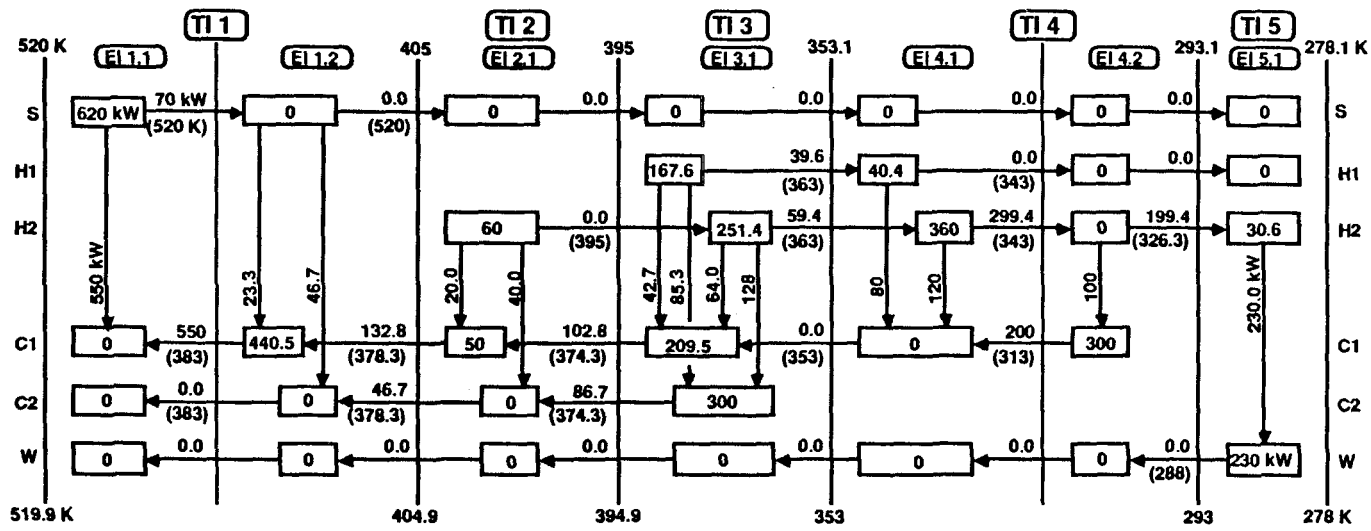 TI 1 TI 2 TI 3 TI 4 TI 5
520 K 405 395 353.1 293.1 278.1 K
EI 1,1 EI 1.2 EI 2,1 EI 3.1 EI 4.1 EI 4.2 EI 5.1
S 620 kW 70 kW 0 0.0 0 0.0 0 0.0 0 0.0 0 0.0 0 S
(520 K) (520)
H1 167.6 39.6 40.4 0.0 0 0.0 0 H1
(363) (343)
H2 60 0.0 251.4 59.4 360 299.4 0 199.4 30.6 H2
(395) (363) (343) (326.3)
550 kW 23.3 46.7 20.0 40.0 42.7 85.3 64.0 128 80 120 100 230.0 kW
C1 0 550 440.5 132.8 50 102.8 209.5 0.0 0 200 300 C1
(383) (378.3) (374.3) (353) (313)
C2 0 0.0 0 46.7 0 86.7 300 C2
(383) (378.3) (374.3)
W 0 0.0 0 0.0 0 0.0 0 0.0 0 0.0 0 0.0 230 kW W
(288)
519.9 K 404.9 394.9 353 293 278 K